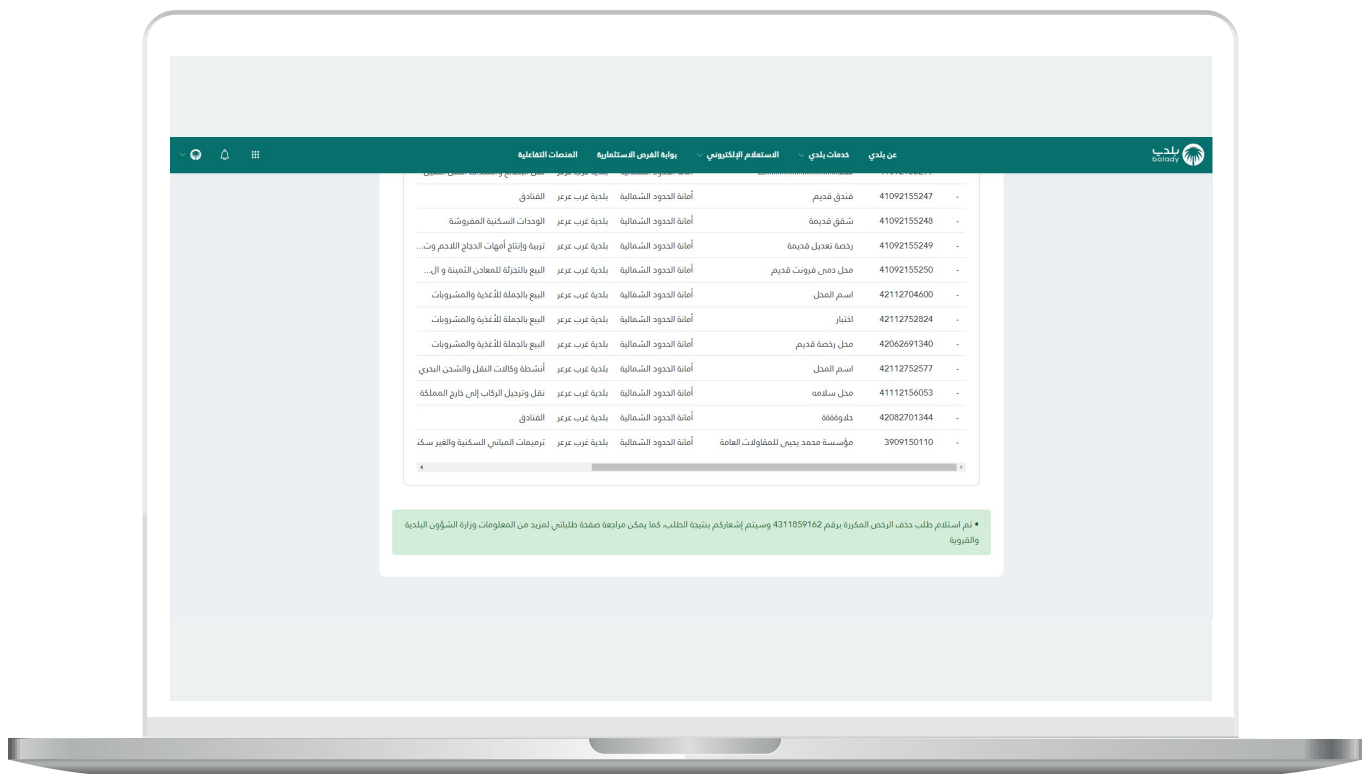 بلدي
balady
عن بلدي خدمات بلدي الاستعلام الإلكتروني بوابة الفرص الاستثمارية المنصات التفاعلية
- 41092155247 فندق قديم أمانة الحدود الشمالية بلدية غرب عرعر الفنادق
- 41092155248 شقق قديمة أمانة الحدود الشمالية بلدية غرب عرعر الوحدات السكنية المفروشة
- 41092155249 رخصة تعديل قديمة أمانة الحدود الشمالية بلدية غرب عرعر تربية وإنتاج أمهات الدجاج اللاحم وت...
- 41092155250 محل دمى فرونت قديم أمانة الحدود الشمالية بلدية غرب عرعر البيع بالتجزئة للمعادن الثمينة و ال...
- 42112704600 اسم المحل أمانة الحدود الشمالية بلدية غرب عرعر البيع بالجملة للأغذية والمشروبات
- 42112752824 اختبار أمانة الحدود الشمالية بلدية غرب عرعر البيع بالجملة للأغذية والمشروبات
- 42062691340 محل رخصة قديم أمانة الحدود الشمالية بلدية غرب عرعر البيع بالجملة للأغذية والمشروبات
- 42112752577 اسم المحل أمانة الحدود الشمالية بلدية غرب عرعر أنشطة وكالات النقل والشحن البحري
- 41112156053 محل سلامه أمانة الحدود الشمالية بلدية غرب عرعر نقل وترحيل الركاب إلى خارج المملكة
- 42082701344 حلاوةةةة أمانة الحدود الشمالية بلدية غرب عرعر الفنادق
- 3909150110 مؤسسة محمد يحيى للمقاولات العامة أمانة الحدود الشمالية بلدية غرب عرعر ترميمات المباني السكنية والغير سكن
• تم استلام طلب حذف الرخص المكررة برقم 4311859162 وسيتم إشعاركم بنتيجة الطلب، كما يمكن مراجعة صفحة طلباتي لمزيد من المعلومات وزارة الشؤون البلدية
والقروية